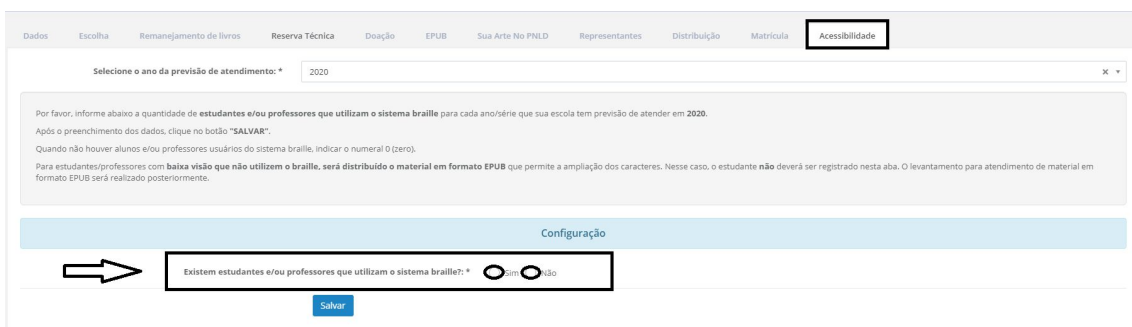 Dados Escolha Remanejamento de livros Reserva Técnica Doação EPUB Sua Arte No PNLD Representantes Distribuição Matrícula Acessibilidade
Selecione o ano da previsão de atendimento: * 2020
Por favor, informe abaixo a quantidade de estudantes e/ou professores que utilizam o sistema braille para cada ano/série que sua escola tem previsão de atender em 2020.
Após o preenchimento dos dados, clique no botão "SALVAR".
Quando não houver alunos e/ou professores usuários do sistema braille, indicar o numeral 0 (zero).
Para estudantes/professores com baixa visão que não utilizem o braille, será distribuído o material em formato EPUB que permite a ampliação dos caracteres. Nesse caso, o estudante não deverá ser registrado nesta aba. O levantamento para atendimento de material em
formato EPUB será realizado posteriormente.
Configuração
Existem estudantes e/ou professores que utilizam o sistema braille?: * Sim Não
Salvar